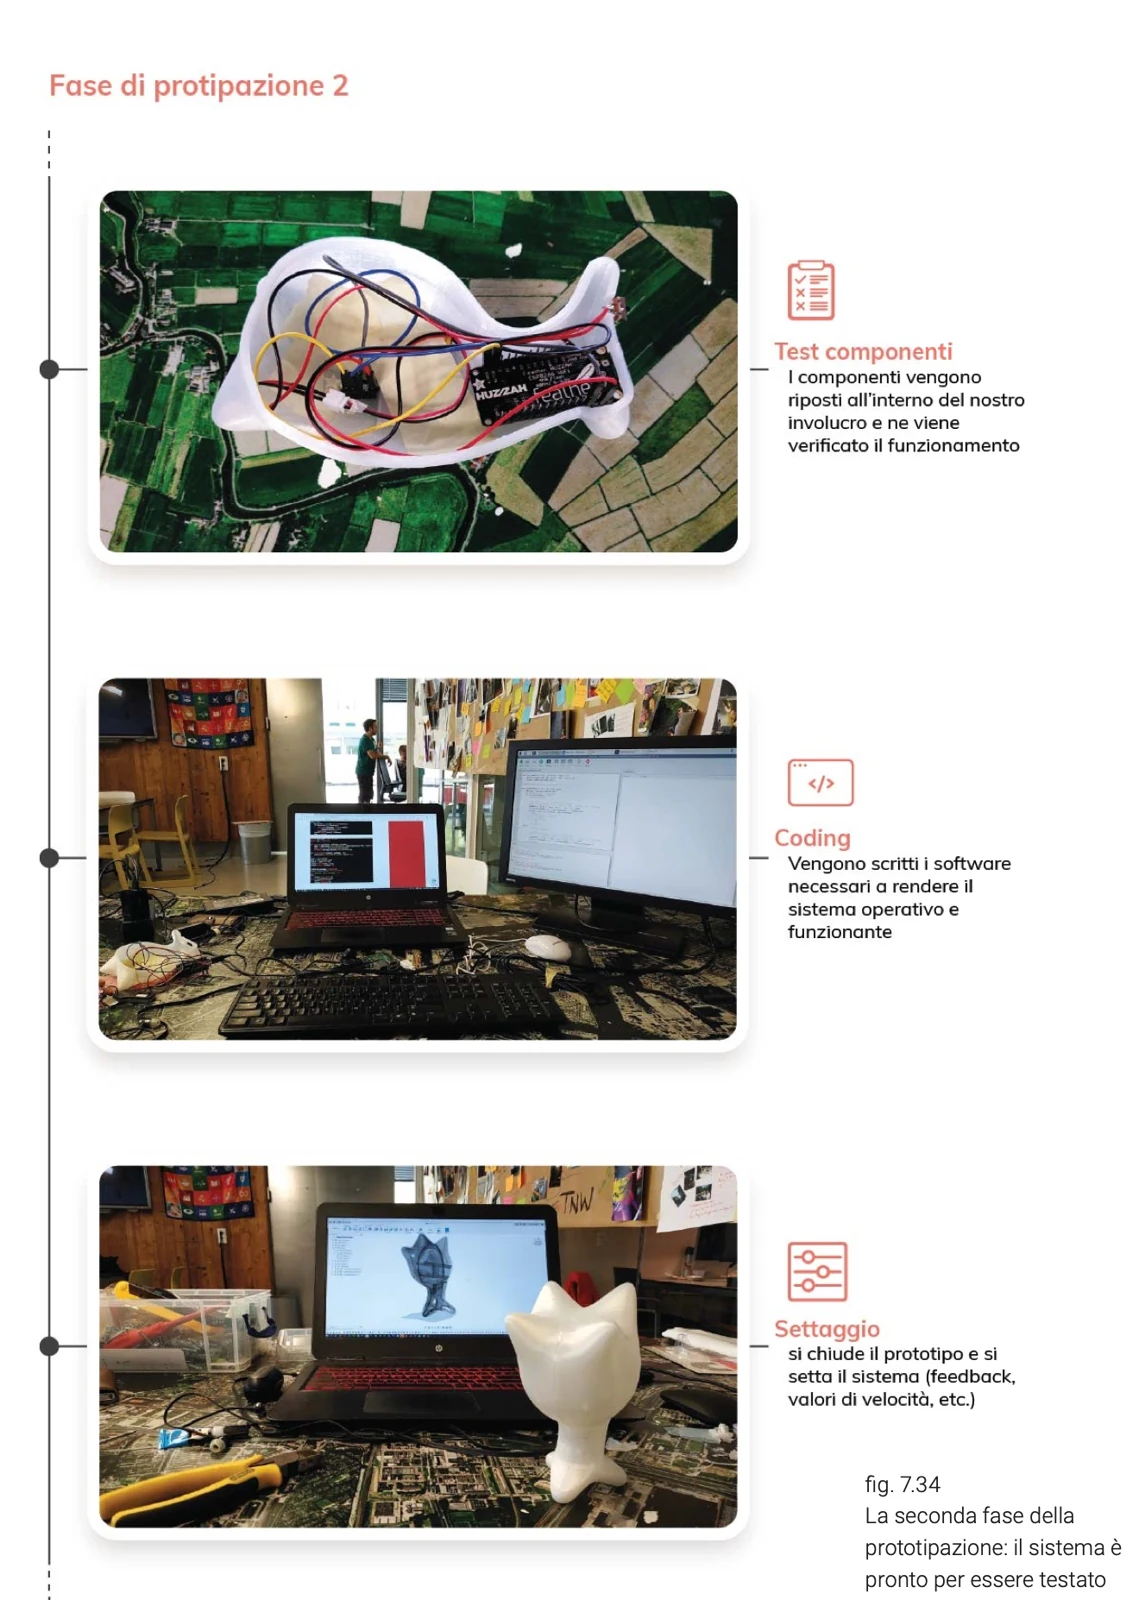 Fase di protipazione 2
HUZZAH
feathe
Test componenti
I componenti vengono
riposti all'interno del nostro
involucro e ne viene
verificato il funzionamento
Coding
Vengono scritti i software
necessari a rendere il
sistema operativo e
funzionante
TNW
Settaggio
si chiude il prototipo e si
setta il sistema (feedback,
valori di velocità, etc.)
fig. 7.34
La seconda fase della
prototipazione: il sistema è
pronto per essere testato